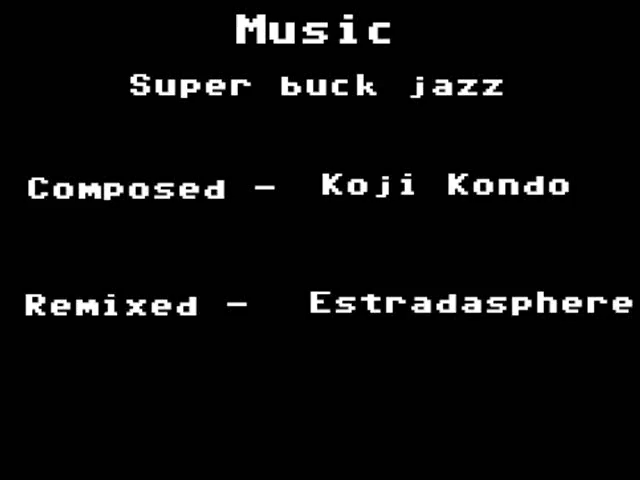 Music
Super buck jazz
Composed - Koji Kondo
Remixed - Estradasphere